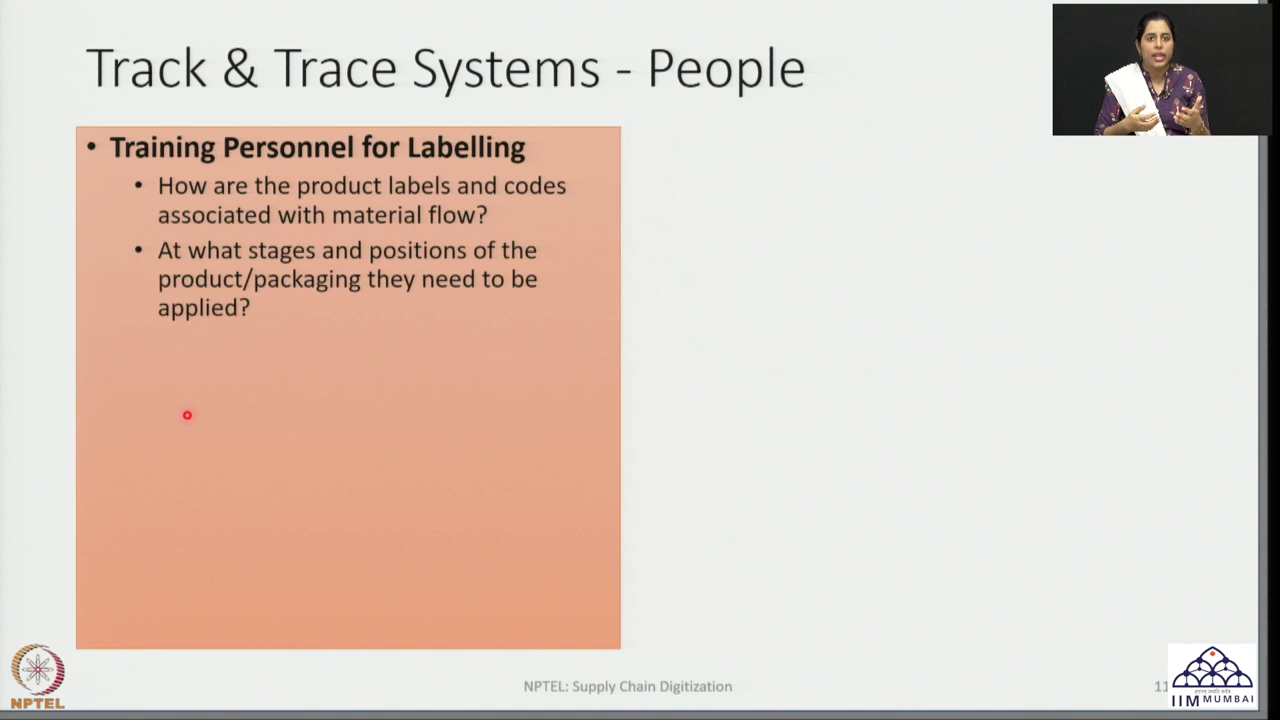 Track & Trace Systems - People
• Training Personnel for Labelling
• How are the product labels and codes
associated with material flow?
• At what stages and positions of the
product/packaging they need to be
applied?
NPTEL
NPTEL: Supply Chain Digitization
11
IIM MUMBAI